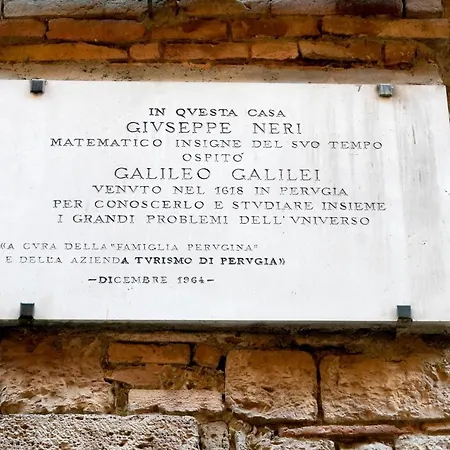 IN QVESTA CASA
GIVSEPPE NERI
MATEMATICO INSIGNE DEL SVO TEMPO
OSPITO'
GALILEO GALILEI
VENVTO NEL 1618 IN PERVGIA
PER CONOSCERLO E STVDIARE INSIEME
I GRANDI PROBLEMI DELL'VNIVERSO
«A CVRA DELLA "FAMIGLIA PERVGINA"
E DELLA AZIENDA TVRISMO DI PERVGIA»
—DICEMBRE 1964—